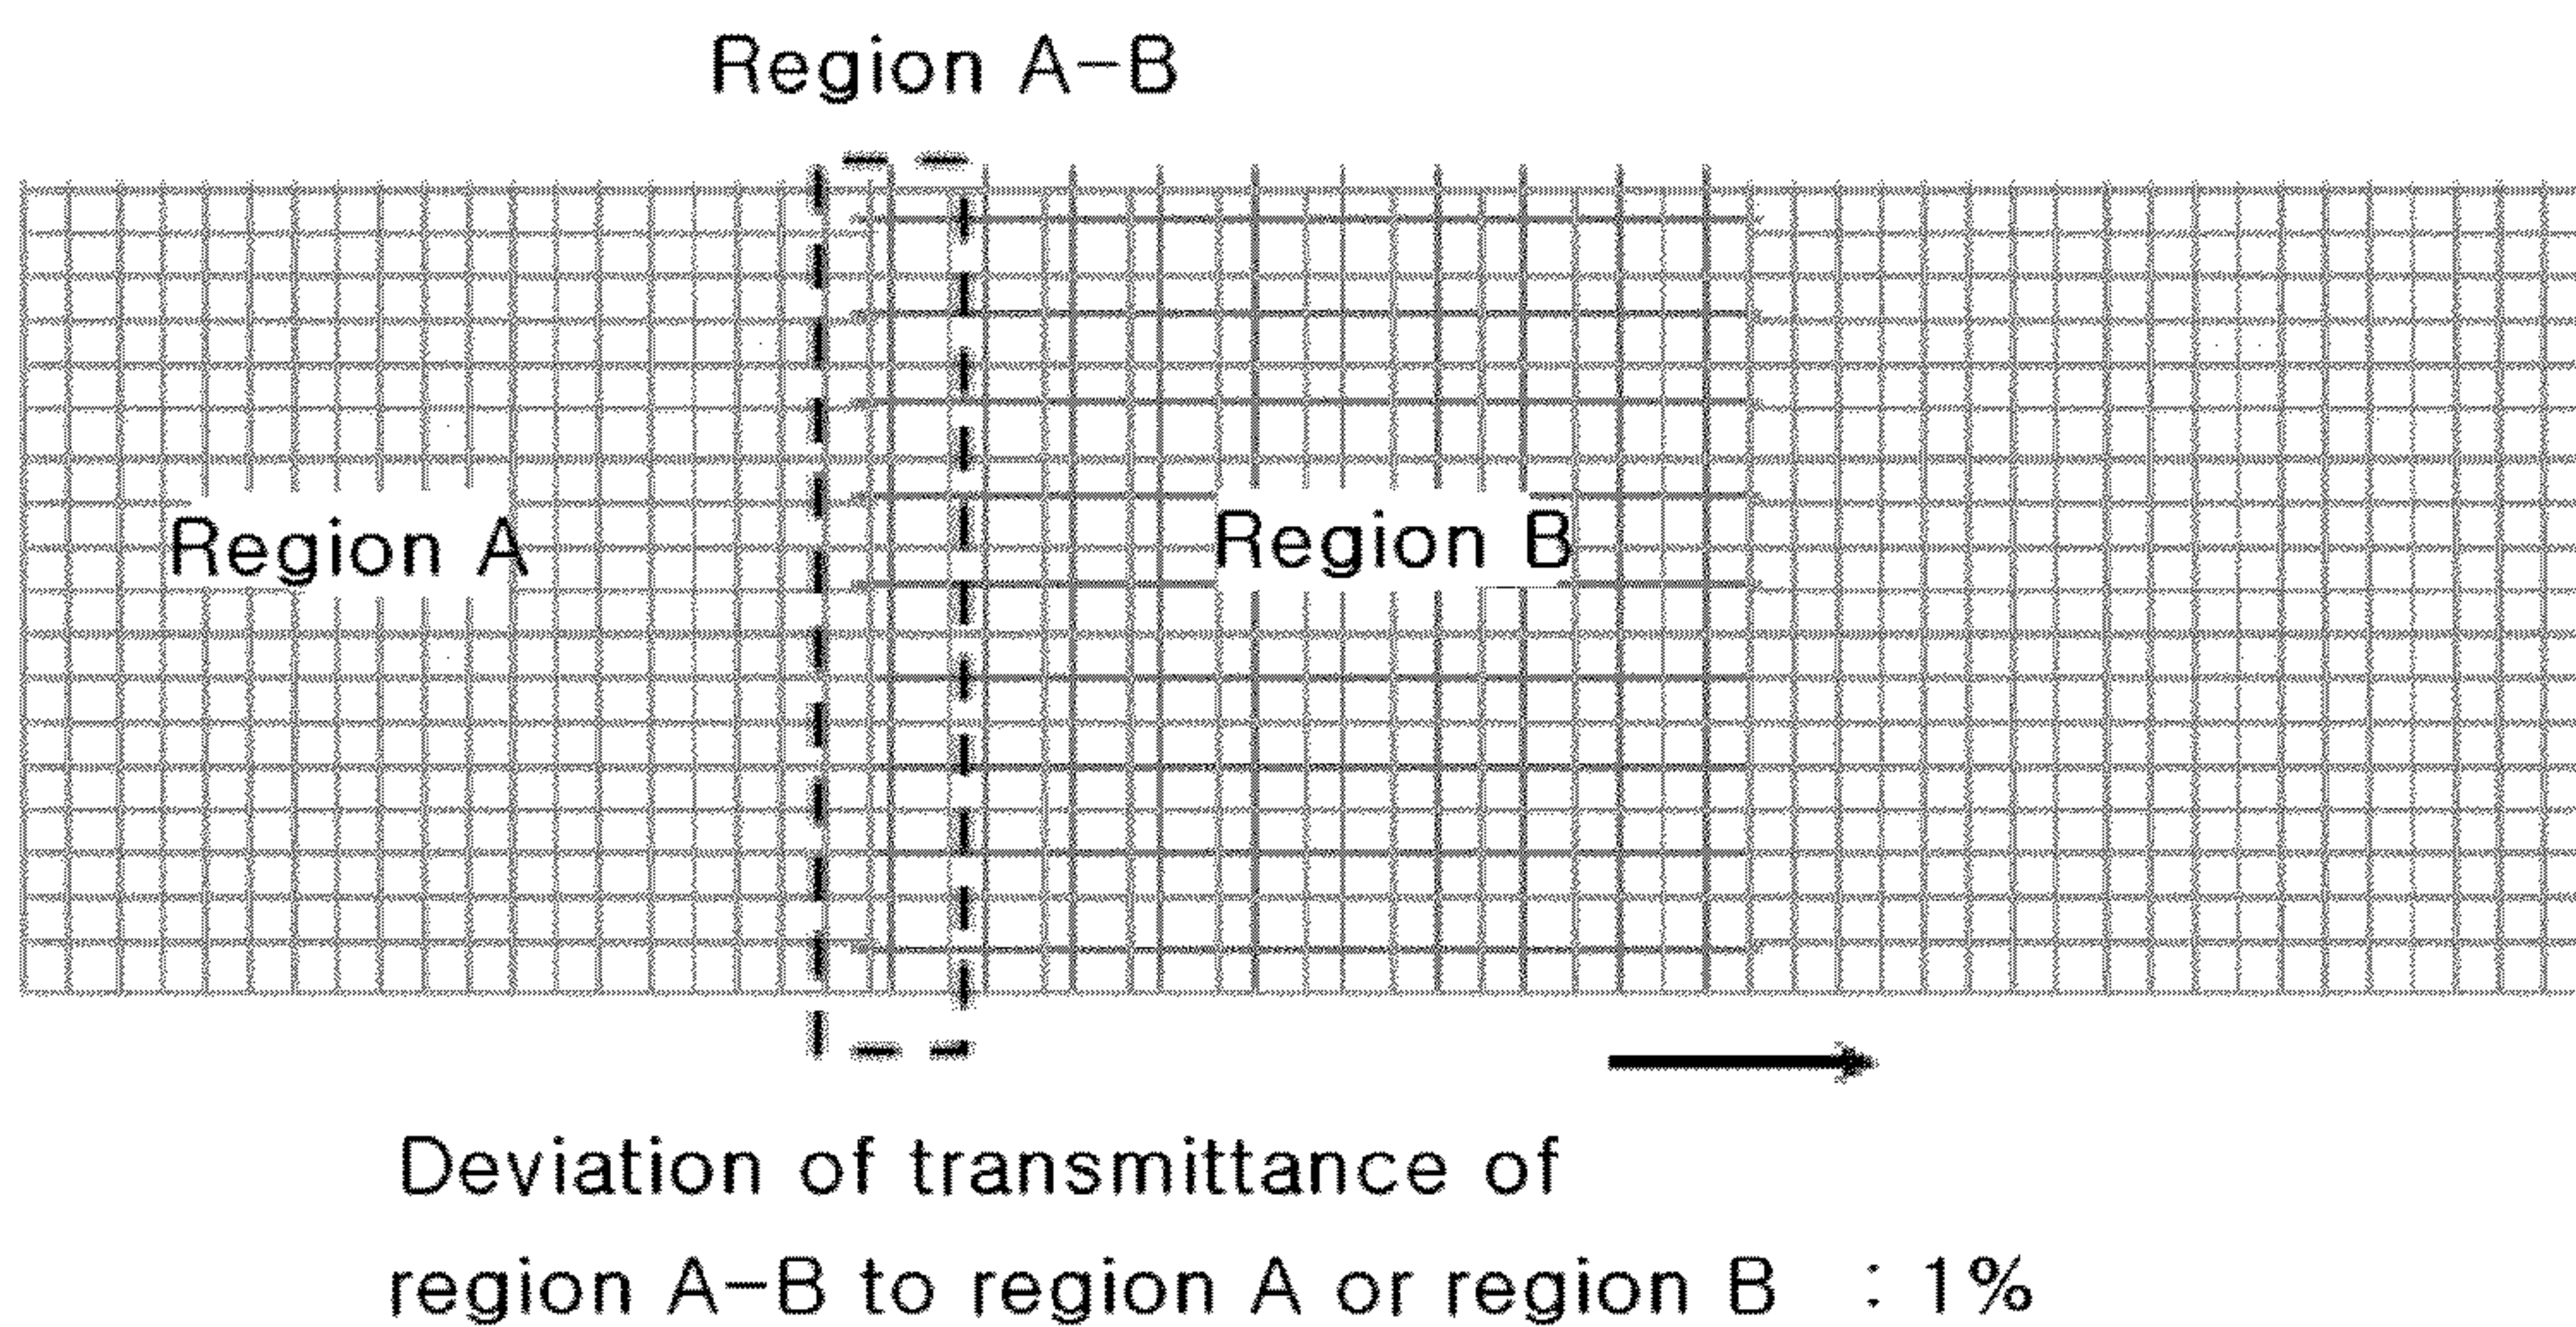 Region A-B
Region A
Region B
Deviation of transmittance of
region A-B to region A or region B : 1%